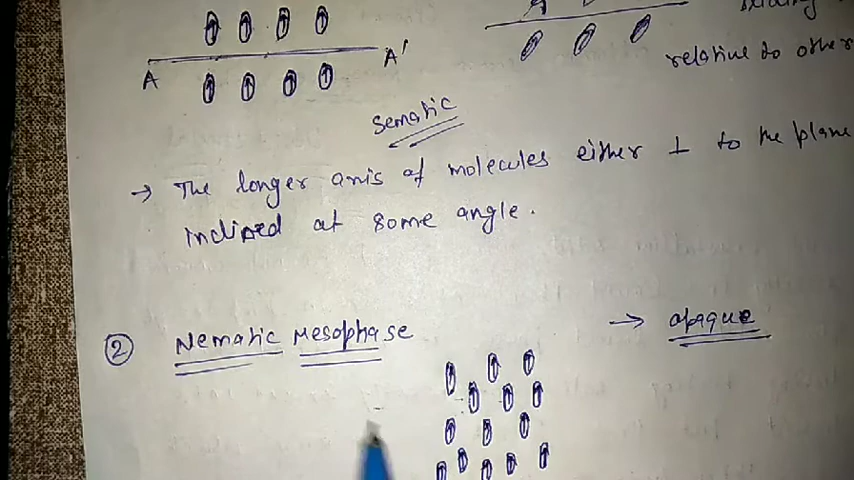 A A'
relative to other
Sematic
→ The longer axis of molecules either ⊥ to the plane
inclined at some angle.
② Nematic Mesophase → opaque